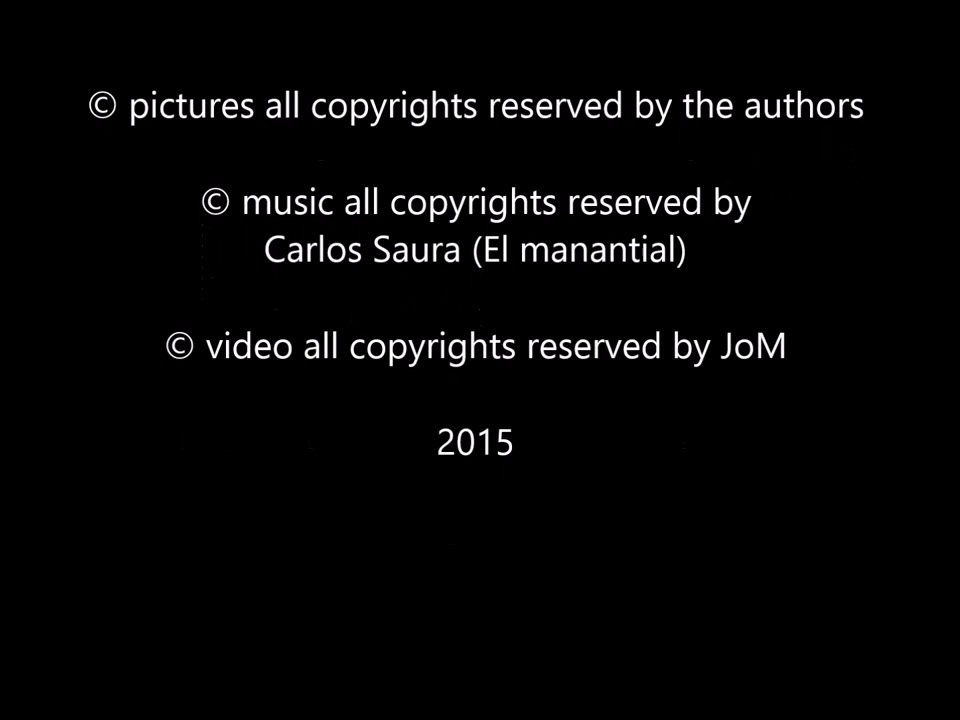 © pictures all copyrights reserved by the authors
© music all copyrights reserved by
Carlos Saura (El manantial)
© video all copyrights reserved by JoM
2015